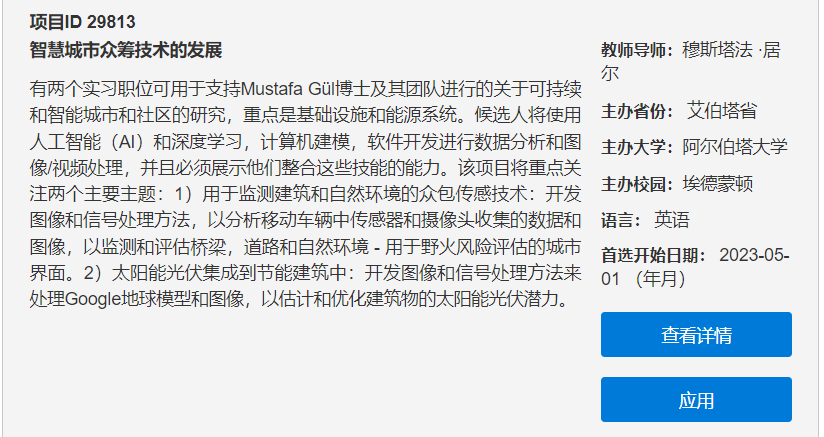 项目ID 29813
智慧城市众筹技术的发展
有两个实习职位可用于支持Mustafa Gül博士及其团队进行的关于可持续
和智能城市和社区的研究，重点是基础设施和能源系统。候选人将使用
人工智能（AI）和深度学习，计算机建模，软件开发进行数据分析和图
像/视频处理，并且必须展示他们整合这些技能的能力。该项目将重点关
注两个主要主题：1）用于监测建筑和自然环境的众包传感技术：开发
图像和信号处理方法，以分析移动车辆中传感器和摄像头收集的数据和
图像，以监测和评估桥梁，道路和自然环境 - 用于野火风险评估的城市
界面。2）太阳能光伏集成到节能建筑中：开发图像和信号处理方法来
处理Google地球模型和图像，以估计和优化建筑物的太阳能光伏潜力。
教师导师： 穆斯塔法 ·居
尔
主办省份： 艾伯塔省
主办大学： 阿尔伯塔大学
主办校园： 埃德蒙顿
语言： 英语
首选开始日期： 2023-05-
01 （年月）
查看详情
应用